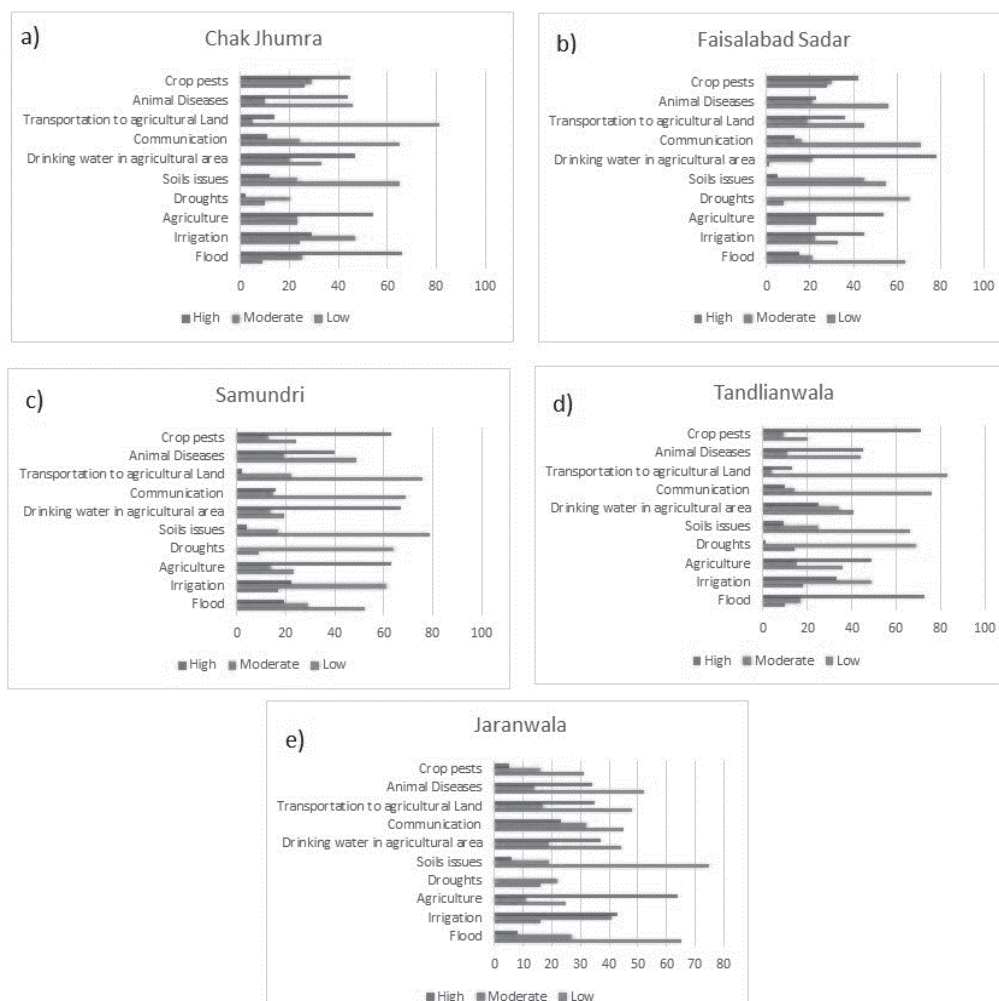 a)
Chak Jhumra
Crop pests
Animal Diseases
Transportation to agricultural Land
Communication
Drinking water in agricultural area
Soils issues
Droughts
Agriculture
Irrigation
Flood
0 20 40 60 80 100
High Moderate Low
b)
Faisalabad Sadar
Crop pests
Animal Diseases
Transportation to agricultural Land
Communication
Drinking water in agricultural area
Soils issues
Droughts
Agriculture
Irrigation
Flood
0 20 40 60 80 100
High Moderate Low
c)
Samundri
Crop pests
Animal Diseases
Transportation to agricultural Land
Communication
Drinking water in agricultural area
Soils issues
Droughts
Agriculture
Irrigation
Flood
0 20 40 60 80 100
High Moderate Low
d)
Tandlianwala
Crop pests
Animal Diseases
Transportation to agricultural Land
Communication
Drinking water in agricultural area
Soils issues
Droughts
Agriculture
Irrigation
Flood
0 20 40 60 80 100
High Moderate Low
e)
Jaranwala
Crop pests
Animal Diseases
Transportation to agricultural Land
Communication
Drinking water in agricultural area
Soils issues
Droughts
Agriculture
Irrigation
Flood
0 10 20 30 40 50 60 70 80
High Moderate Low